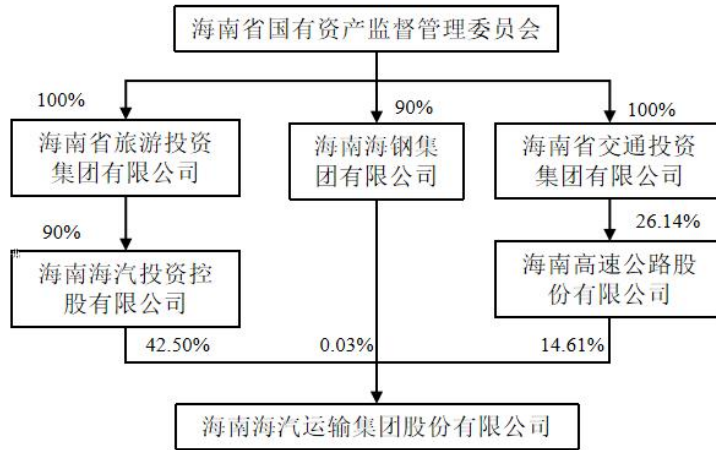 海南省国有资产监督管理委员会
100%
90%
100%
海南省旅游投资
集团有限公司
海南海钢集
团有限公司
海南省交通投资
集团有限公司
90%
26.14%
海南海汽投资控
股有限公司
海南高速公路股
份有限公司
42.50%
0.03%
14.61%
海南海汽运输集团股份有限公司